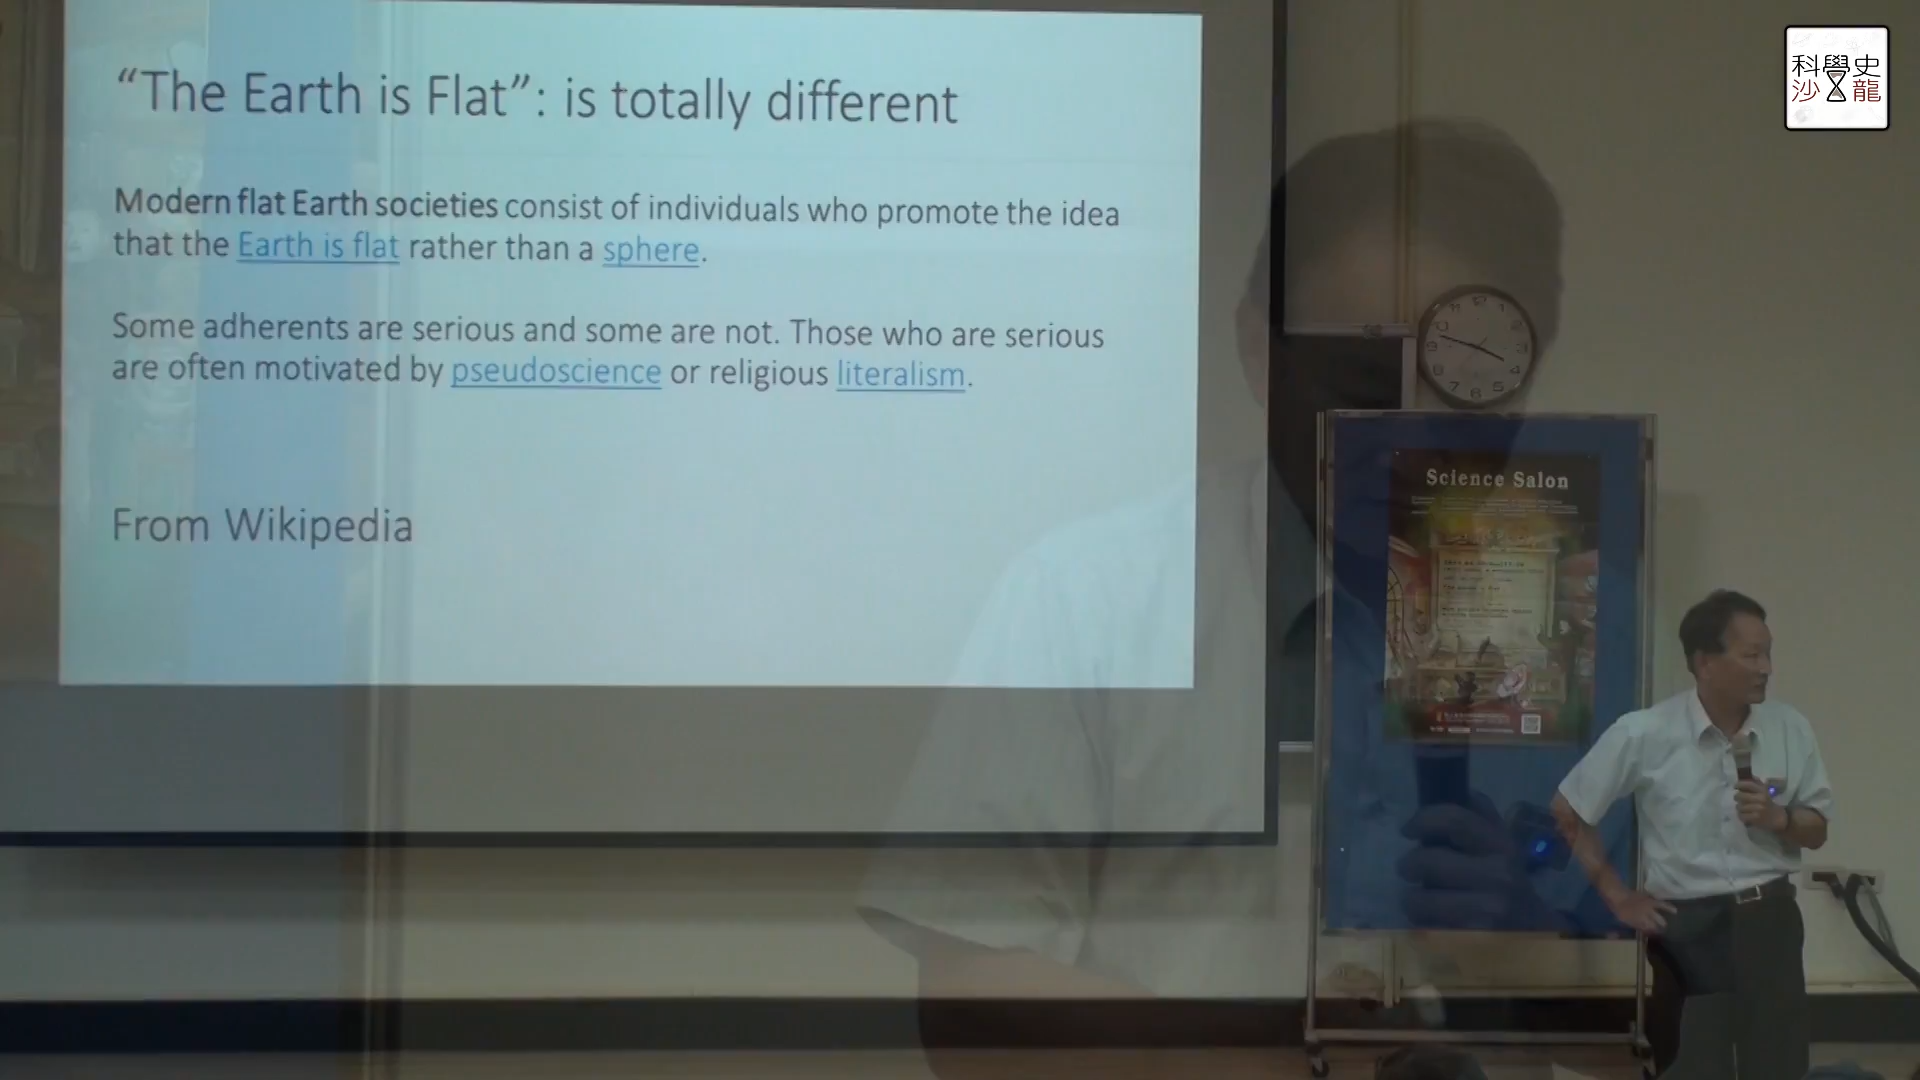 “The Earth is Flat”: is totally different
Modern flat Earth societies consist of individuals who promote the idea
that the Earth is flat rather than a sphere.
Some adherents are serious and some are not. Those who are serious
are often motivated by pseudoscience or religious literalism.
From Wikipedia
科學史
沙龍
Science Salon